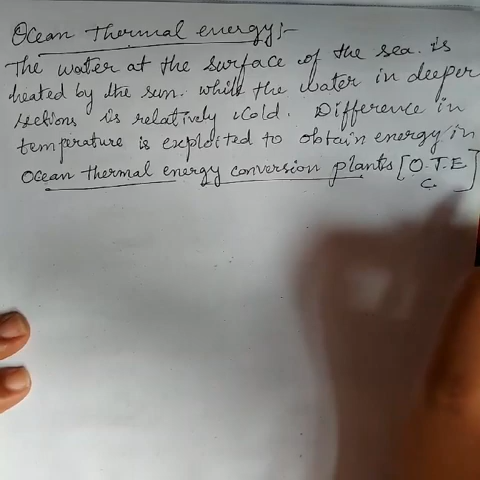 Ocean thermal energy:-
The water at the surface of the sea is
heated by the sun. while the water in deeper
sections is relatively cold. Difference in
temperature is exploited to obtain energy in
Ocean thermal energy conversion plants [O.T.E
C.]